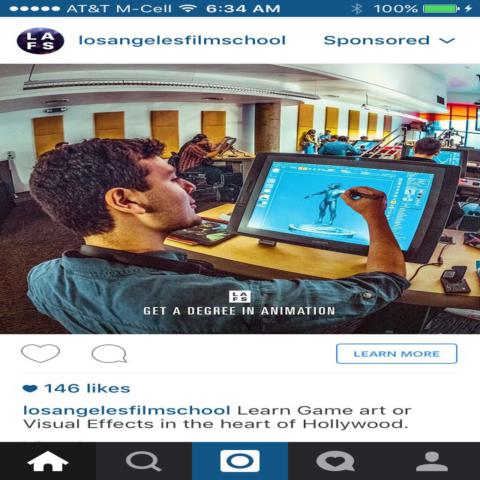 AT&T M-Cell 6:34 AM 100%
LA
FS
losangelesfilmschool Sponsored
LA
FS
GET A DEGREE IN ANIMATION
LEARN MORE
146 likes
losangelesfilmschool Learn Game art or
Visual Effects in the heart of Hollywood.